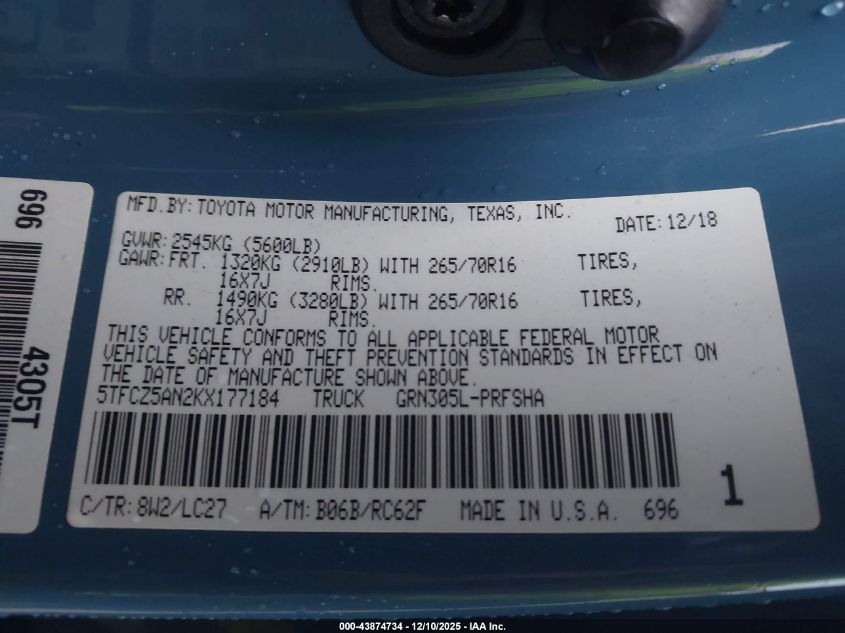 MFD. BY: TOYOTA MOTOR MANUFACTURING, TEXAS, INC. DATE: 12/18
GVWR: 2545KG (5600LB)
GAWR: FRT. 1320KG (2910LB) WITH 265/70R16 TIRES,
16X7J RIMS.
RR. 1490KG (3280LB) WITH 265/70R16 TIRES,
16X7J RIMS.
THIS VEHICLE CONFORMS TO ALL APPLICABLE FEDERAL MOTOR
VEHICLE SAFETY AND THEFT PREVENTION STANDARDS IN EFFECT ON
THE DATE OF MANUFACTURE SHOWN ABOVE.
5TFCZ5AN2KX177184 TRUCK GRN305L-PRFSHA
1
C/TR: 8W2/LC27 A/TM: B06B/RC62F MADE IN U.S.A. 696
696
4305T
000-43874734 - 12/10/2025 - IAA Inc.